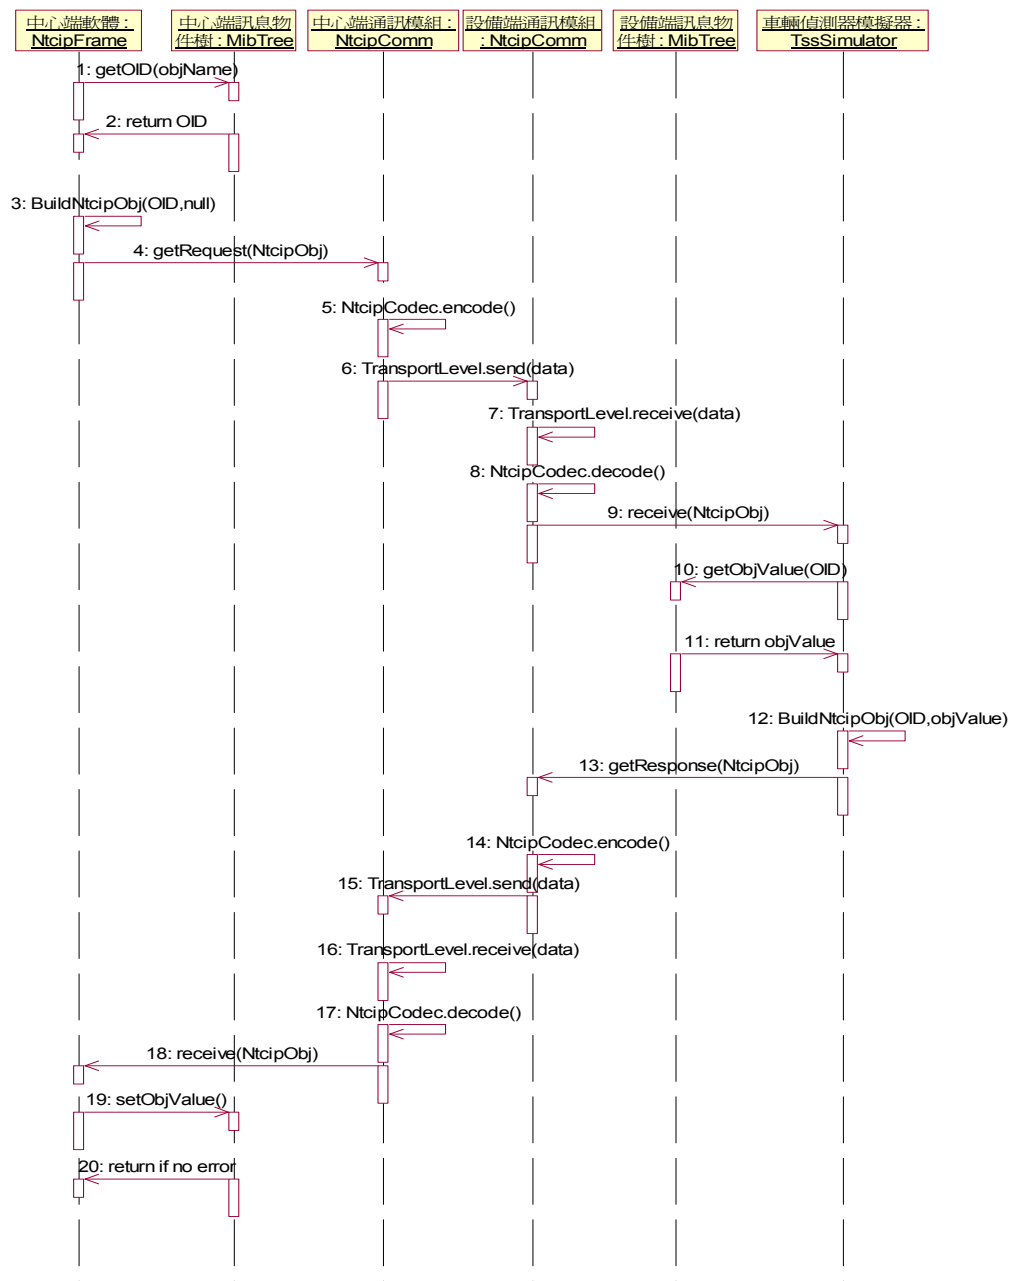 中心端軟體 :
NtcipFrame
中心端訊息物
件樹 : MibTree
中心端通訊模組 :
NtcipComm
設備端通訊模組
: NtcipComm
設備端訊息物
件樹 : MibTree
車輛偵測器模擬器 :
TssSimulator
1: getOID(objName)
2: return OID
3: BuildNtcipObj(OID,null)
4: getRequest(NtcipObj)
5: NtcipCodec.encode()
6: TransportLevel.send(data)
7: TransportLevel.receive(data)
8: NtcipCodec.decode()
9: receive(NtcipObj)
10: getObjValue(OID)
11: return objValue
12: BuildNtcipObj(OID,objValue)
13: getResponse(NtcipObj)
14: NtcipCodec.encode()
15: TransportLevel.send(data)
16: TransportLevel.receive(data)
17: NtcipCodec.decode()
18: receive(NtcipObj)
19: setObjValue()
20: return if no error